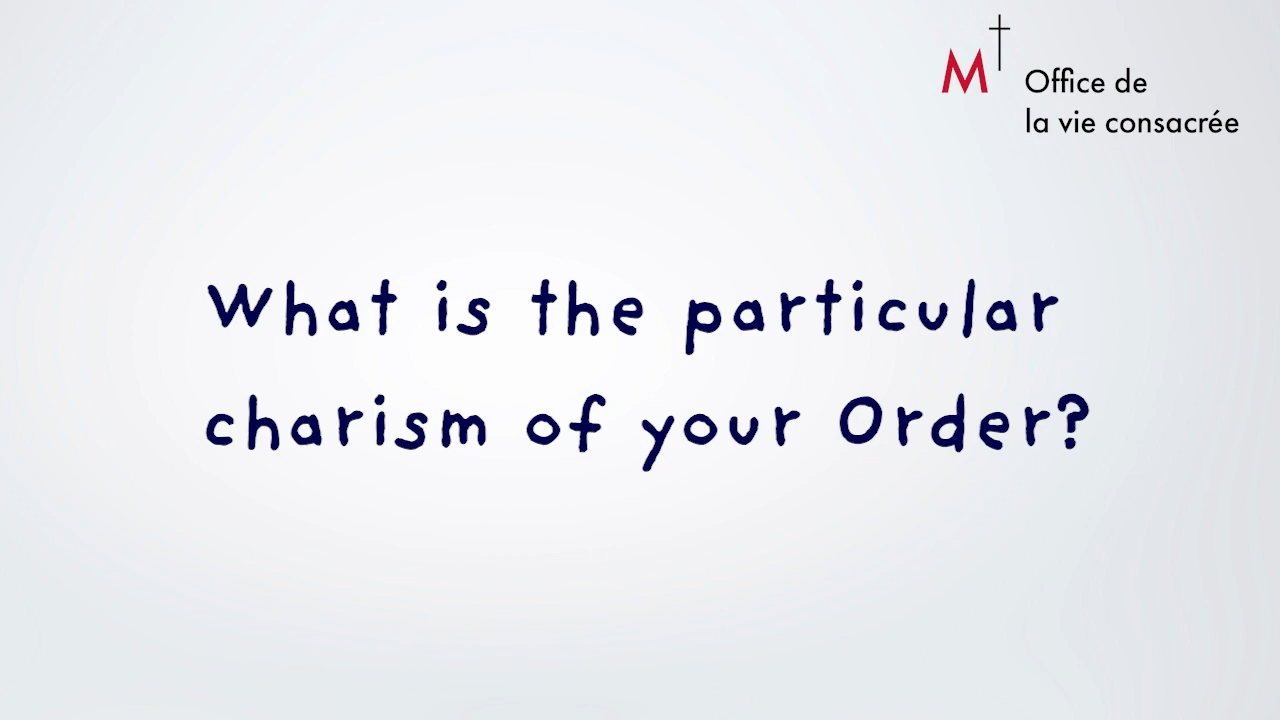 M
Office de
la vie consacrée
What is the particular
charism of your Order?